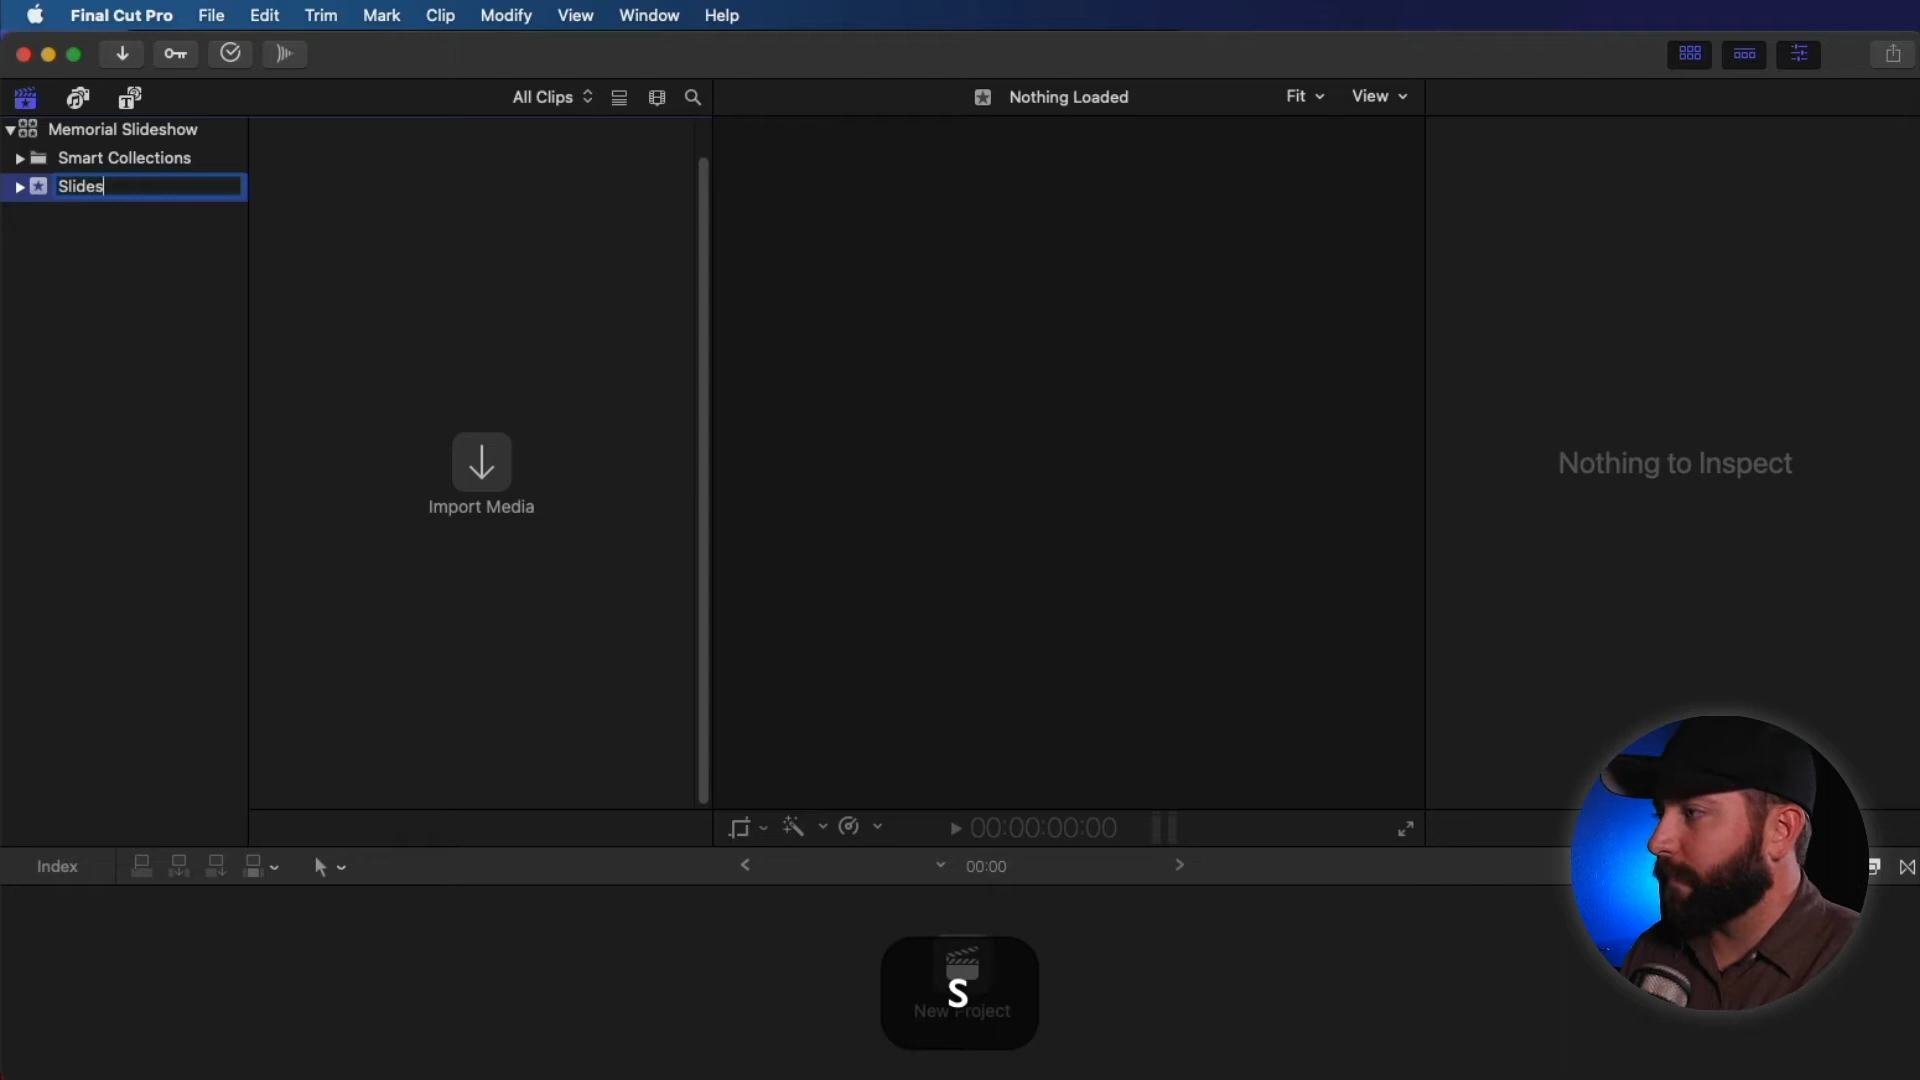 Final Cut Pro File Edit Trim Mark Clip Modify View Window Help
All Clips
Nothing Loaded
Fit
View
Memorial Slideshow
Smart Collections
Slides
Import Media
Nothing to Inspect
00:00:00:00
Index
00:00
S
New Project